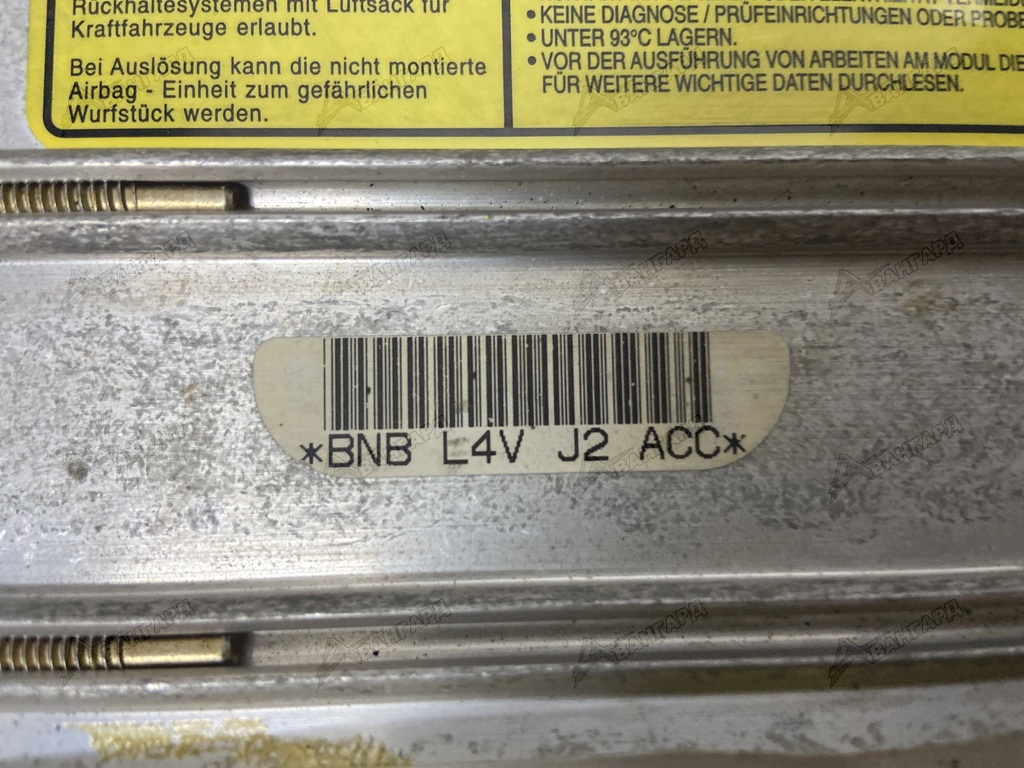 Rückhaltesystemen mit Luftsack für
Kraftfahrzeuge erlaubt.
Bei Auslösung kann die nicht montierte
Airbag - Einheit zum gefährlichen
Wurfstück werden.
• KEINE DIAGNOSE / PRÜFEINRICHTUNGEN ODER PROBE
• UNTER 93°C LAGERN.
• VOR DER AUSFÜHRUNG VON ARBEITEN AM MODUL DIE
FÜR WEITERE WICHTIGE DATEN DURCHLESEN.
*BNB L4V J2 ACC*
АВАНГАРД